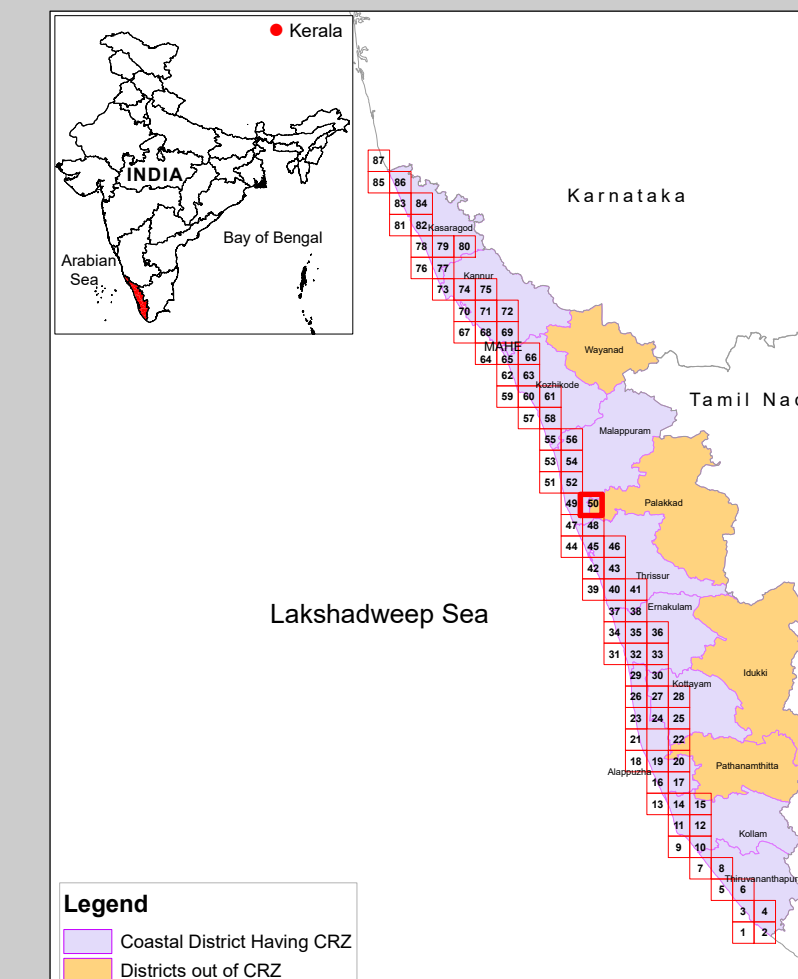 Kerala
INDIA
Bay of Bengal
Arabian
Sea
Karnataka
87
85 86
83 84
81 82
Kasaragod
78 79 80
76 77
Kannur
73 74 75
70 71 72
67 68 69
MAHE
64 65 66
Wayanad
62 63
Kozhikode
59 60 61
Tamil Nad
57 58
Malappuram
55 56
53 54
51 52
49 50
Palakkad
47 48
44 45 46
42 43
Thrissur
39 40 41
Ernakulam
37 38
Lakshadweep Sea
34 35 36
31 32 33
29 30
Idukki
Kottayam
26 27 28
23 24 25
21 22
18 19 20
Pathanamthitta
Alappuzha
16 17
13 14 15
11 12
Kollam
9 10
7 8
Thiruvananthapur
5 6
3 4
1 2
Legend
Coastal District Having CRZ
Districts out of CRZ